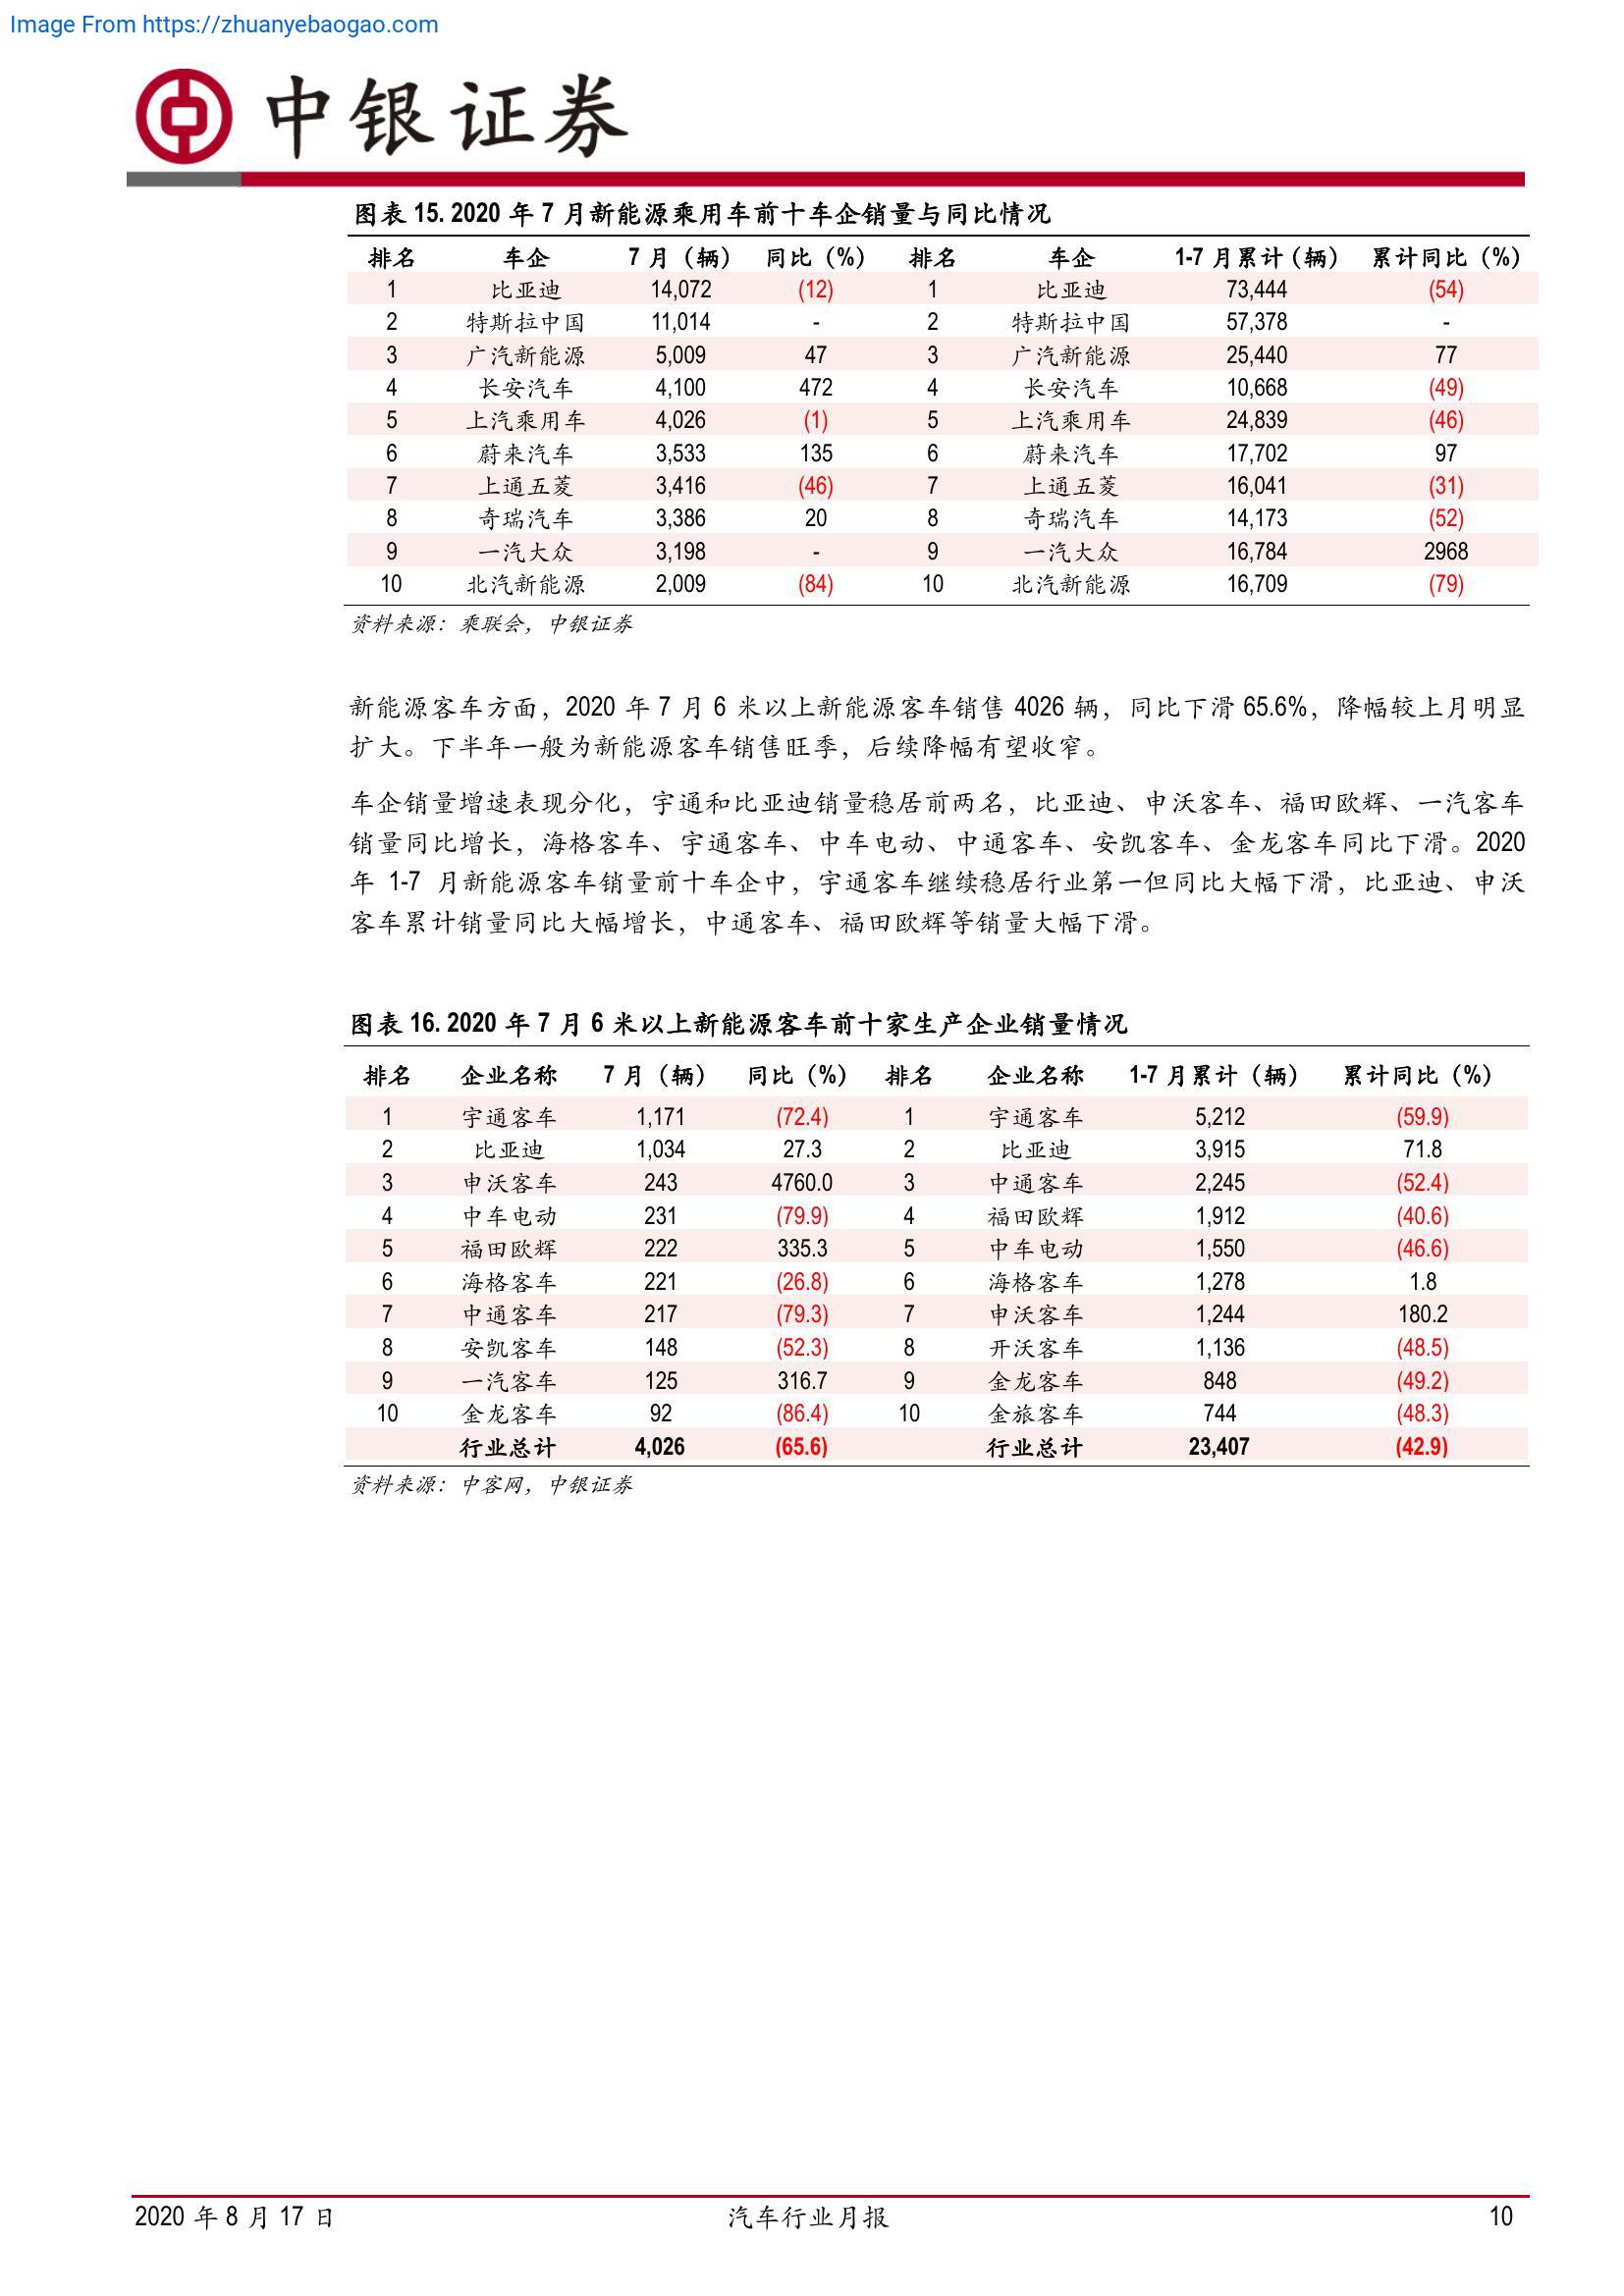 Image From https://zhuanyebaogao.com
中银证券
图表 15. 2020 年 7 月新能源乘用车前十车企销量与同比情况
排名 车企 7 月（辆） 同比（%） 排名 车企 1-7 月累计（辆） 累计同比（%）
1 比亚迪 14,072 (12) 1 比亚迪 73,444 (54)
2 特斯拉中国 11,014 - 2 特斯拉中国 57,378 -
3 广汽新能源 5,009 47 3 广汽新能源 25,440 77
4 长安汽车 4,100 472 4 长安汽车 10,668 (49)
5 上汽乘用车 4,026 (1) 5 上汽乘用车 24,839 (46)
6 蔚来汽车 3,533 135 6 蔚来汽车 17,702 97
7 上通五菱 3,416 (46) 7 上通五菱 16,041 (31)
8 奇瑞汽车 3,386 20 8 奇瑞汽车 14,173 (52)
9 一汽大众 3,198 - 9 一汽大众 16,784 2968
10 北汽新能源 2,009 (84) 10 北汽新能源 16,709 (79)
资料来源：乘联会，中银证券
新能源客车方面，2020 年 7 月 6 米以上新能源客车销售 4026 辆，同比下滑 65.6%，降幅较上月明显
扩大。下半年一般为新能源客车销售旺季，后续降幅有望收窄。
车企销量增速表现分化，宇通和比亚迪销量稳居前两名，比亚迪、申沃客车、福田欧辉、一汽客车
销量同比增长，海格客车、宇通客车、中车电动、中通客车、安凯客车、金龙客车同比下滑。2020
年 1-7 月新能源客车销量前十车企中，宇通客车继续稳居行业第一但同比大幅下滑，比亚迪、申沃
客车累计销量同比大幅增长，中通客车、福田欧辉等销量大幅下滑。
图表 16. 2020 年 7 月 6 米以上新能源客车前十家生产企业销量情况
排名 企业名称 7 月（辆） 同比（%） 排名 企业名称 1-7 月累计（辆） 累计同比（%）
1 宇通客车 1,171 (72.4) 1 宇通客车 5,212 (59.9)
2 比亚迪 1,034 27.3 2 比亚迪 3,915 71.8
3 申沃客车 243 4760.0 3 中通客车 2,245 (52.4)
4 中车电动 231 (79.9) 4 福田欧辉 1,912 (40.6)
5 福田欧辉 222 335.3 5 中车电动 1,550 (46.6)
6 海格客车 221 (26.8) 6 海格客车 1,278 1.8
7 中通客车 217 (79.3) 7 申沃客车 1,244 180.2
8 安凯客车 148 (52.3) 8 开沃客车 1,136 (48.5)
9 一汽客车 125 316.7 9 金龙客车 848 (49.2)
10 金龙客车 92 (86.4) 10 金旅客车 744 (48.3)
行业总计 4,026 (65.6) 行业总计 23,407 (42.9)
资料来源：中客网，中银证券
2020 年 8 月 17 日 汽车行业月报 10